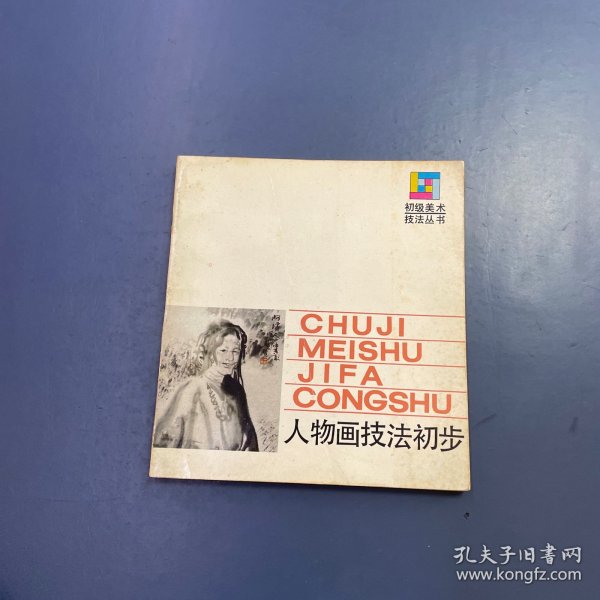 初级美术
技法丛书
CHUJI
MEISHU
JIFA
CONGSHU
人物画技法初步
孔夫子旧书网
www.kongfz.com